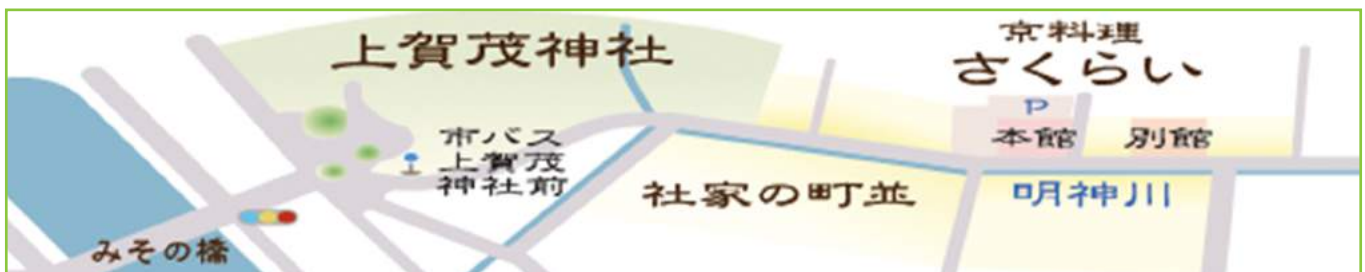 上賀茂神社
京料理
さくらい
P
本館
別館
市バス
上賀茂
神社前
社家の町並
明神川
みその橋